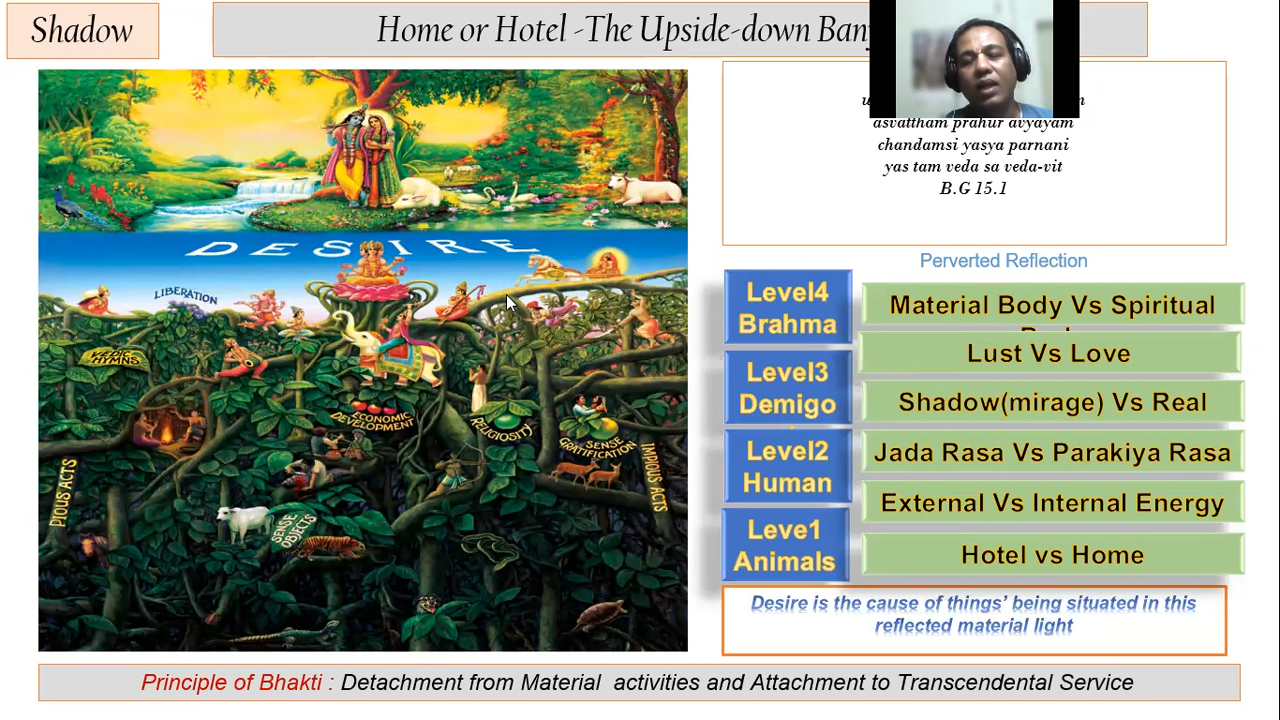 Shadow
Home or Hotel -The Upside-down
asvattham prahur avyayam
chandamsi yasya parnani
yas tam veda sa veda-vit
B.G 15.1
DESIRE
LIBERATION
VEDIC HYMNS
ECONOMIC
DEVELOPMENT
RELIGIOSITY
SENSE
GRATIFICATION
PIOUS ACTS
IMPIOUS ACTS
SENSE
OBJECTS
Perverted Reflection
Level4
Brahma
Level3
Demigo
Level2
Human
Leve1
Animals
Material Body Vs Spiritual
Lust Vs Love
Shadow(mirage) Vs Real
Jada Rasa Vs Parakiya Rasa
External Vs Internal Energy
Hotel vs Home
Desire is the cause of things’ being situated in this
reflected material light
Principle of Bhakti : Detachment from Material activities and Attachment to Transcendental Service